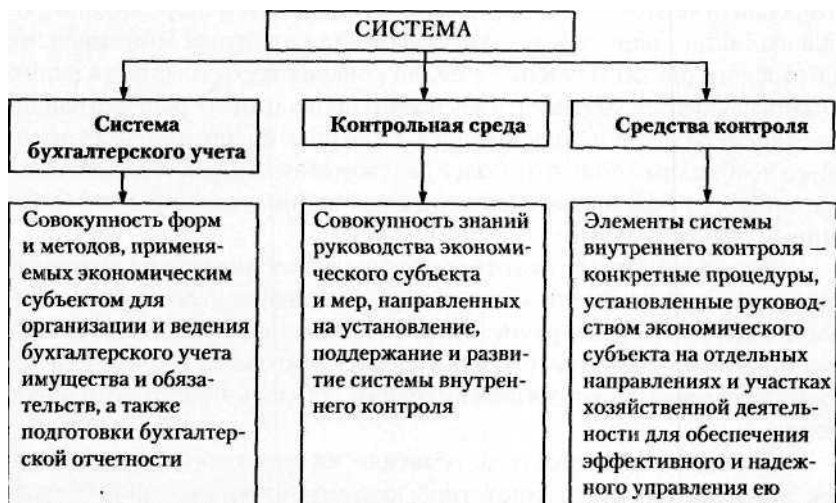 СИСТЕМА
Система
бухгалтерского учета
Контрольная среда
Средства контроля
Совокупность форм
и методов, применя-
емых экономическим
субъектом для
организации и ведения
бухгалтерского учета
имущества и обяза-
тельств, а также
подготовки бухгалтер-
ской отчетности
Совокупность знаний
руководства экономи-
ческого субъекта
и мер, направленных
на установление,
поддержание и разви-
тие системы внутрен-
него контроля
Элементы системы
внутреннего контроля —
конкретные процедуры,
установленные руковод-
ством экономического
субъекта на отдельных
направлениях и участках
хозяйственной деятель-
ности для обеспечения
эффективного и надеж-
ного управления ею